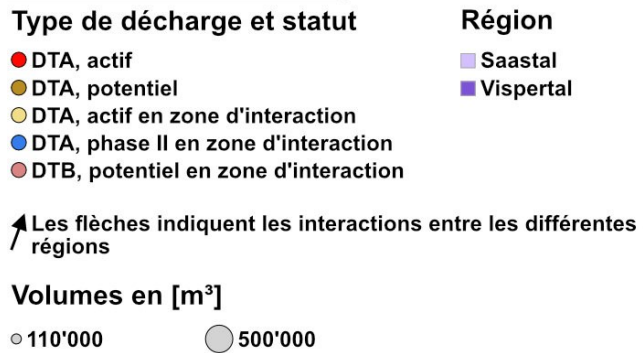 Type de décharge et statut
DTA, actif
DTA, potentiel
DTA, actif en zone d'interaction
DTA, phase II en zone d'interaction
DTB, potentiel en zone d'interaction
Région
Saastal
Vispertal
Les flèches indiquent les interactions entre les différentes
régions
Volumes en [m³]
110'000 500'000